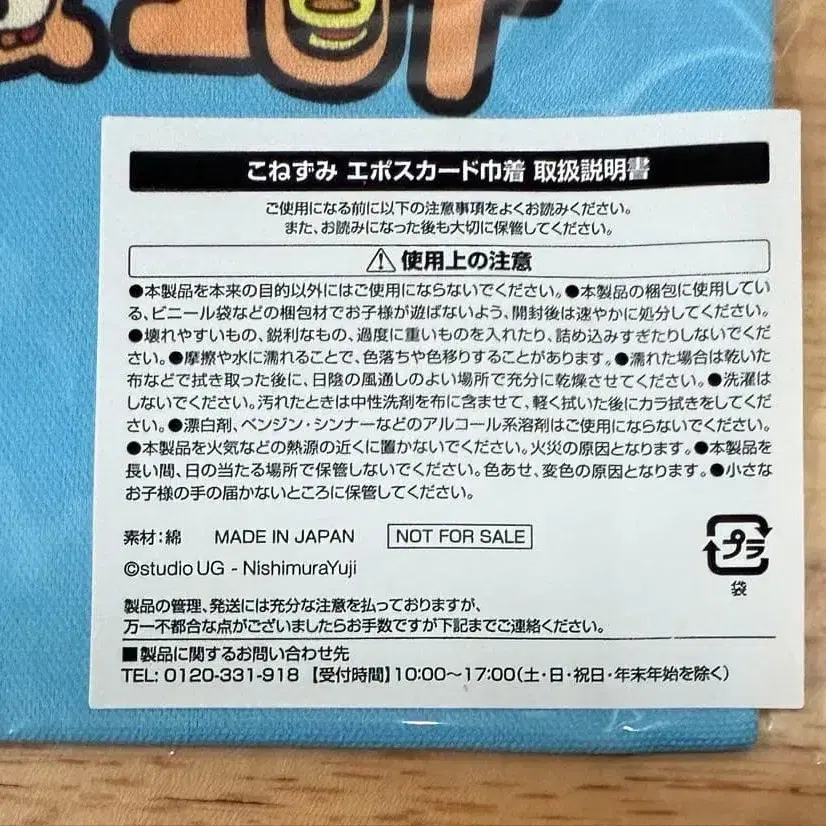 こねずみ エポスカード巾着 取扱説明書
ご使用になる前に以下の注意事項をよくお読みください。
また、お読みになった後も大切に保管してください。
使用上の注意
●本製品を本来の目的以外にはご使用にならないでください。●本製品の梱包に使用してい
る、ビニール袋などの梱包材でお子様が遊ばないよう、開封後は速やかに処分してください。
●壊れやすいもの、鋭利なもの、過度に重いものを入れたり、詰め込みすぎたりしないでくだ
さい。●摩擦や水に濡れることで、色落ちや色移りすることがあります。●濡れた場合は乾いた
布などで拭き取った後に、日陰の風通しのよい場所で充分に乾燥させてください。●洗濯は
しないでください。汚れたときは中性洗剤を布に含ませて、軽く拭いた後にカラ拭きをしてくだ
さい。●漂白剤、ベンジン・シンナーなどのアルコール系溶剤はご使用にならないでください。
●本製品を火気などの熱源の近くに置かないでください。火災の原因となります。●本製品を
長い間、日の当たる場所で保管しないでください。色あせ、変色の原因となります。●小さな
お子様の手の届かないところに保管してください。
素材:綿 MADE IN JAPAN NOT FOR SALE
©studio UG - NishimuraYuji
プラ
袋
製品の管理、発送には充分な注意を払っておりますが、
万一不都合な点がございましたらお手数ですが下記までご連絡ください。
■製品に関するお問い合わせ先
TEL: 0120-331-918 【受付時間】10:00〜17:00(土・日・祝日・年末年始を除く)